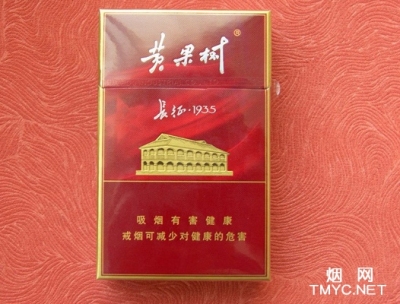 黄果树®
长征·1935
吸烟有害健康
戒烟可减少对健康的危害
烟网
TMYC.NET